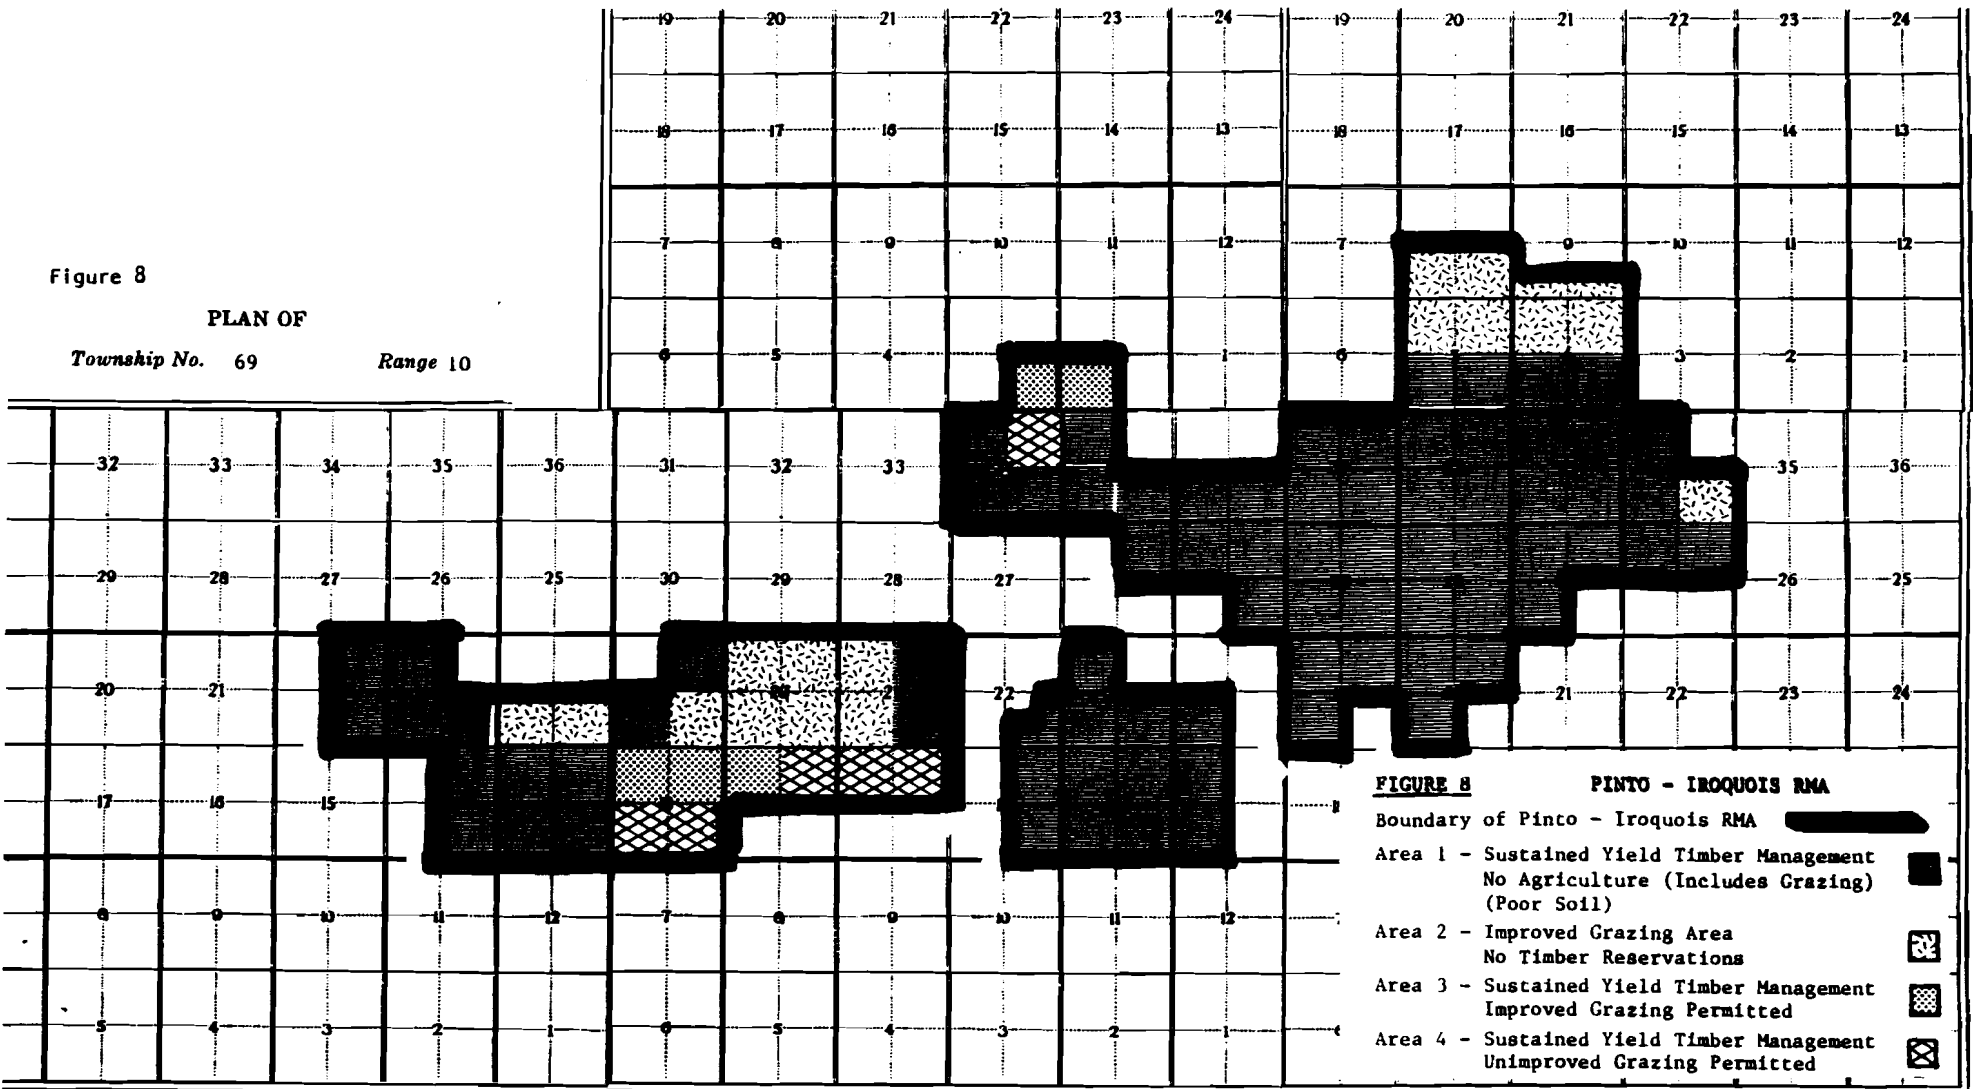 19 20 21 22 23 24 19 20 21 22 23 24
18 17 16 15 14 13 18 17 16 15 14 13
7 8 9 10 11 12 7 9 10 11 12
Figure 8
PLAN OF
Township No. 69 Range 10
6 5 4 1 6 3 2 1
32 33 34 35 36 31 32 33 35 36
29 28 27 26 25 30 29 28 27 26 25
20 21 22 21 22 23 24
17 16 15
FIGURE 8 PINTO - IROQUOIS RMA
Boundary of Pinto - Iroquois RMA
Area 1 - Sustained Yield Timber Management
No Agriculture (Includes Grazing)
(Poor Soil)
Area 2 - Improved Grazing Area
No Timber Reservations
Area 3 - Sustained Yield Timber Management
Improved Grazing Permitted
Area 4 - Sustained Yield Timber Management
Unimproved Grazing Permitted
8 9 10 11 12 7 8 9 10 11 12
5 4 3 2 1 6 5 4 3 2 1